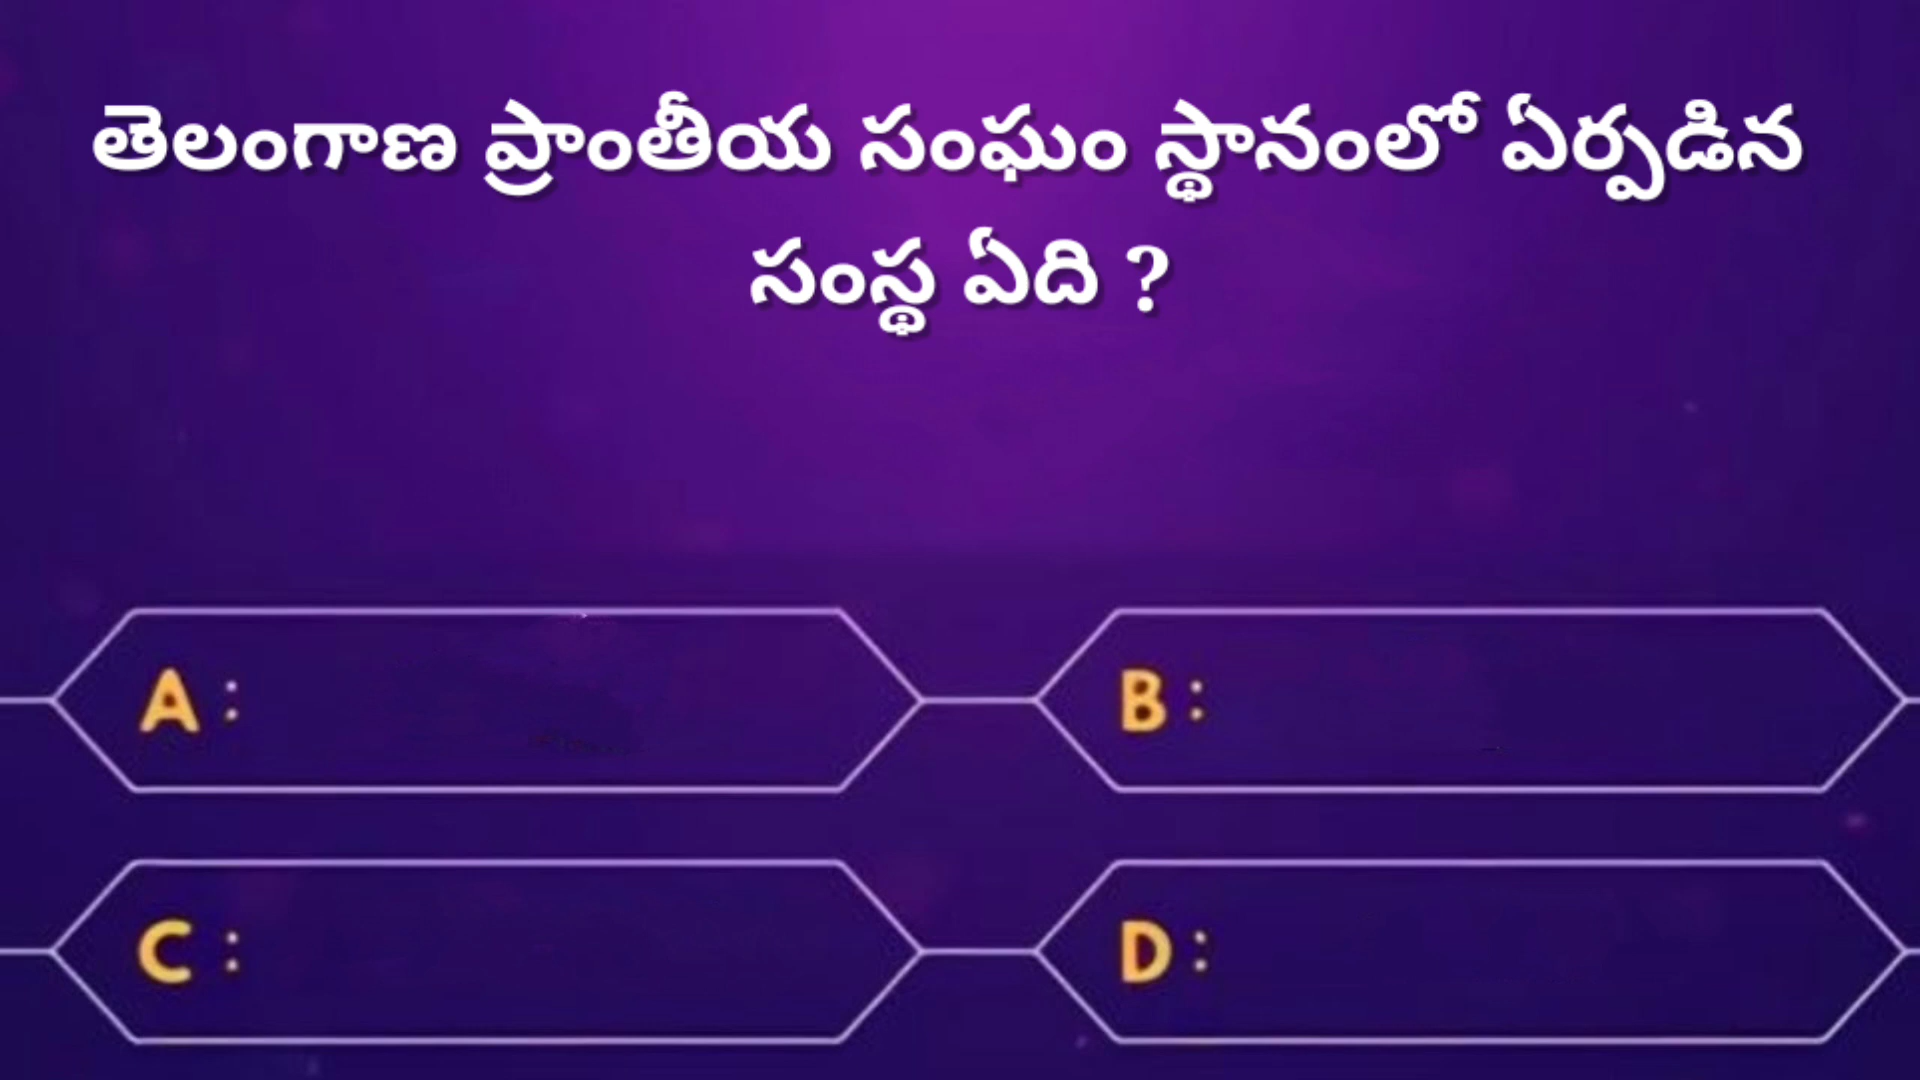 తెలంగాణ ప్రాంతీయ సంఘం స్థానంలో ఏర్పడిన
సంస్థ ఏది ?
A :
B :
C :
D :